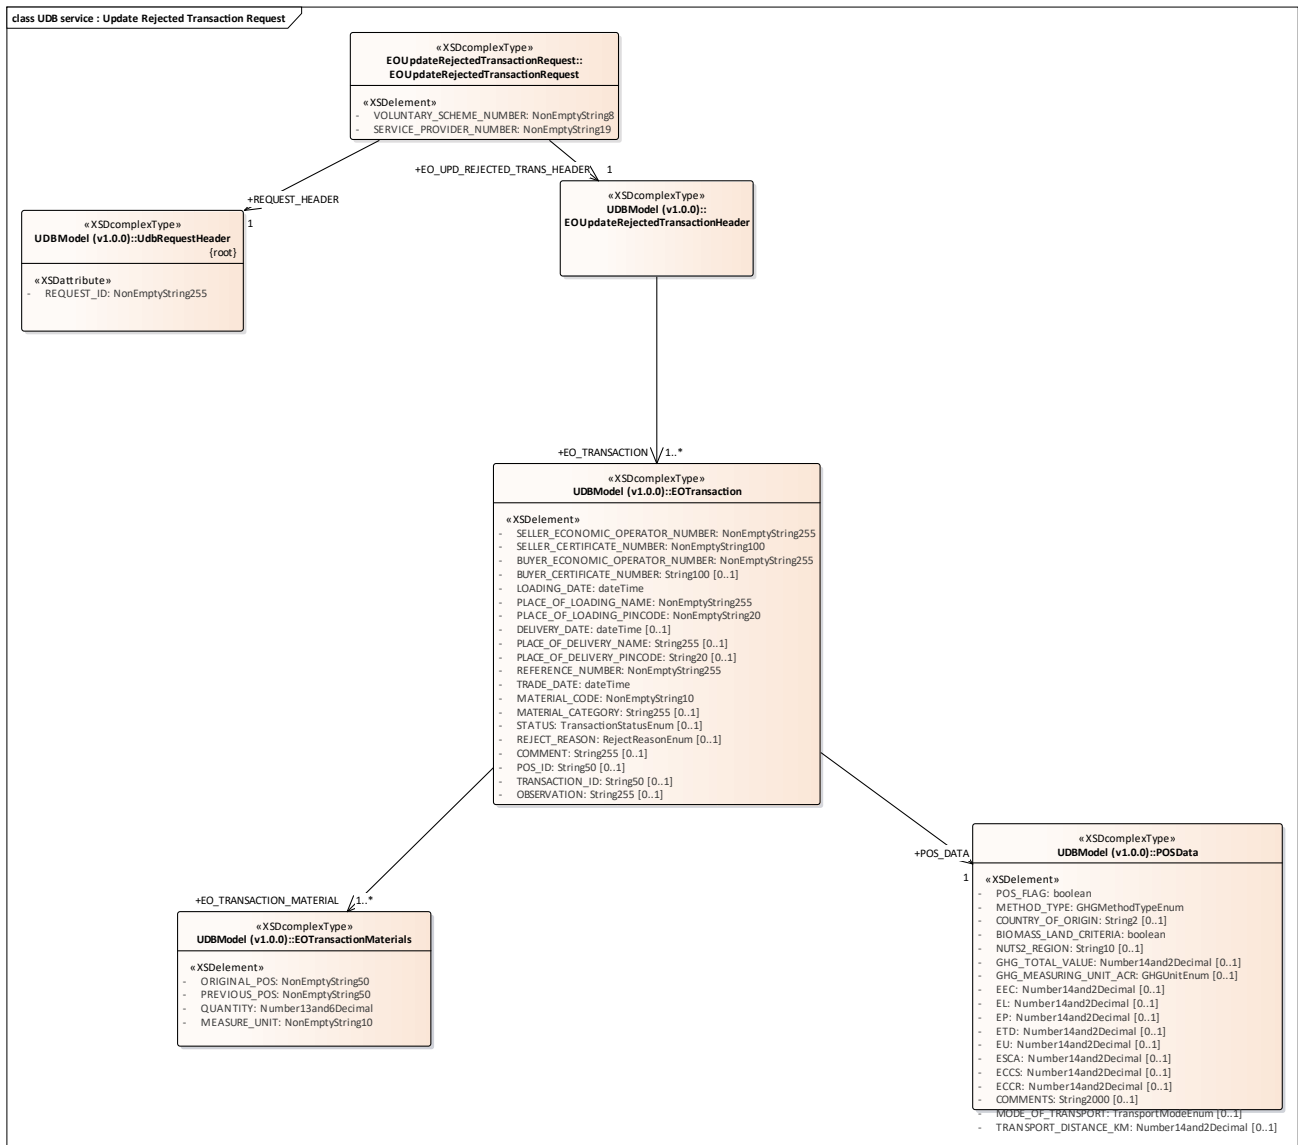 class UDB service : Update Rejected Transaction Request
«XSDcomplexType»
EOUpdateRejectedTransactionRequest::
EOUpdateRejectedTransactionRequest
«XSDelement»
- VOLUNTARY_SCHEME_NUMBER: NonEmptyString8
- SERVICE_PROVIDER_NUMBER: NonEmptyString19
+EO_UPD_REJECTED_TRANS_HEADER 1
+REQUEST_HEADER
1
«XSDcomplexType»
UDBModel (v1.0.0)::
EOUpdateRejectedTransactionHeader
«XSDcomplexType»
UDBModel (v1.0.0)::UdbRequestHeader
{root}
«XSDattribute»
- REQUEST_ID: NonEmptyString255
+EO_TRANSACTION 1..*
«XSDcomplexType»
UDBModel (v1.0.0)::EOTransaction
«XSDelement»
- SELLER_ECONOMIC_OPERATOR_NUMBER: NonEmptyString255
- SELLER_CERTIFICATE_NUMBER: NonEmptyString100
- BUYER_ECONOMIC_OPERATOR_NUMBER: NonEmptyString255
- BUYER_CERTIFICATE_NUMBER: String100 [0..1]
- LOADING_DATE: dateTime
- PLACE_OF_LOADING_NAME: NonEmptyString255
- PLACE_OF_LOADING_PINCODE: NonEmptyString20
- DELIVERY_DATE: dateTime [0..1]
- PLACE_OF_DELIVERY_NAME: String255 [0..1]
- PLACE_OF_DELIVERY_PINCODE: String20 [0..1]
- REFERENCE_NUMBER: NonEmptyString255
- TRADE_DATE: dateTime
- MATERIAL_CODE: NonEmptyString10
- MATERIAL_CATEGORY: String255 [0..1]
- STATUS: TransactionStatusEnum [0..1]
- REJECT_REASON: RejectReasonEnum [0..1]
- COMMENT: String255 [0..1]
- POS_ID: String50 [0..1]
- TRANSACTION_ID: String50 [0..1]
- OBSERVATION: String255 [0..1]
+EO_TRANSACTION_MATERIAL 1..*
«XSDcomplexType»
UDBModel (v1.0.0)::EOTransactionMaterials
«XSDelement»
- ORIGINAL_POS: NonEmptyString50
- PREVIOUS_POS: NonEmptyString50
- QUANTITY: Number13and6Decimal
- MEASURE_UNIT: NonEmptyString10
+POS_DATA
1
«XSDcomplexType»
UDBModel (v1.0.0)::POSData
«XSDelement»
- POS_FLAG: boolean
- METHOD_TYPE: GHGMethodTypeEnum
- COUNTRY_OF_ORIGIN: String2 [0..1]
- BIOMASS_LAND_CRITERIA: boolean
- NUTS2_REGION: String10 [0..1]
- GHG_TOTAL_VALUE: Number14and2Decimal [0..1]
- GHG_MEASURING_UNIT_ACR: GHGUnitEnum [0..1]
- EEC: Number14and2Decimal [0..1]
- EL: Number14and2Decimal [0..1]
- EP: Number14and2Decimal [0..1]
- ETD: Number14and2Decimal [0..1]
- EU: Number14and2Decimal [0..1]
- ESCA: Number14and2Decimal [0..1]
- ECCS: Number14and2Decimal [0..1]
- ECCR: Number14and2Decimal [0..1]
- COMMENTS: String2000 [0..1]
- MODE_OF_TRANSPORT: TransportModeEnum [0..1]
- TRANSPORT_DISTANCE_KM: Number14and2Decimal [0..1]